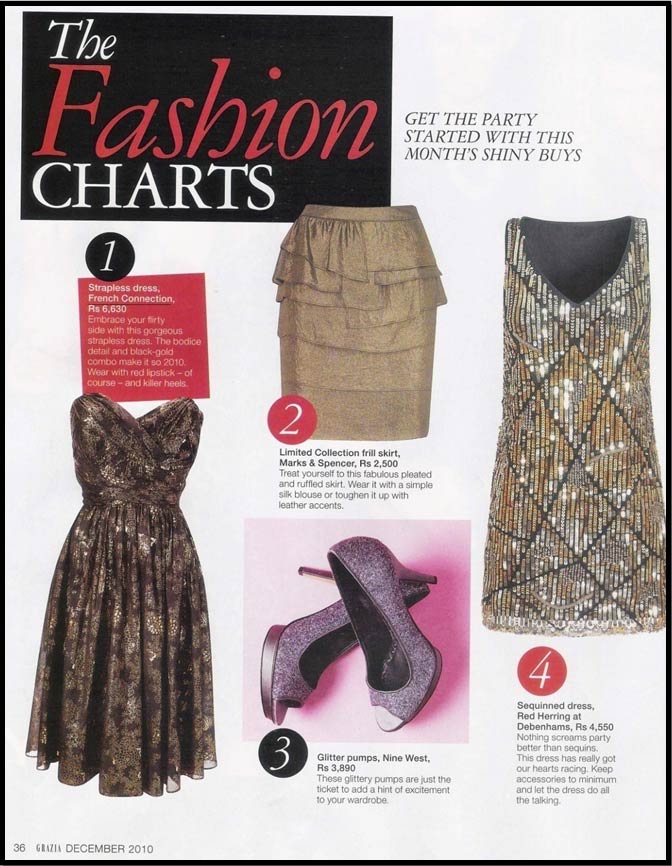 The
Fashion
CHARTS
GET THE PARTY
STARTED WITH THIS
MONTH'S SHINY BUYS
1
Strapless dress,
French Connection,
Rs 6,630
Embrace your flirty
side with this gorgeous
strapless dress. The bodice
detail and black-gold
combo make it so 2010.
Wear with red lipstick – of
course – and killer heels.
2
Limited Collection frill skirt,
Marks & Spencer, Rs 2,500
Treat yourself to this fabulous pleated
and ruffled skirt. Wear it with a simple
silk blouse or toughen it up with
leather accents.
3
Glitter pumps, Nine West,
Rs 3,890
These glittery pumps are just the
ticket to add a hint of excitement
to your wardrobe.
4
Sequinned dress,
Red Herring at
Debenhams, Rs 4,550
Nothing screams party
better than sequins.
This dress has really got
our hearts racing. Keep
accessories to minimum
and let the dress do all
the talking.
36 GRAZIA DECEMBER 2010